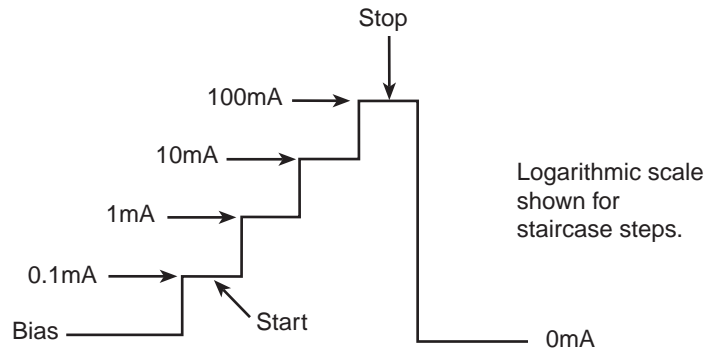 Stop
100mA
10mA
Logarithmic scale
shown for
staircase steps.
1mA
0.1mA
Start
Bias
0mA